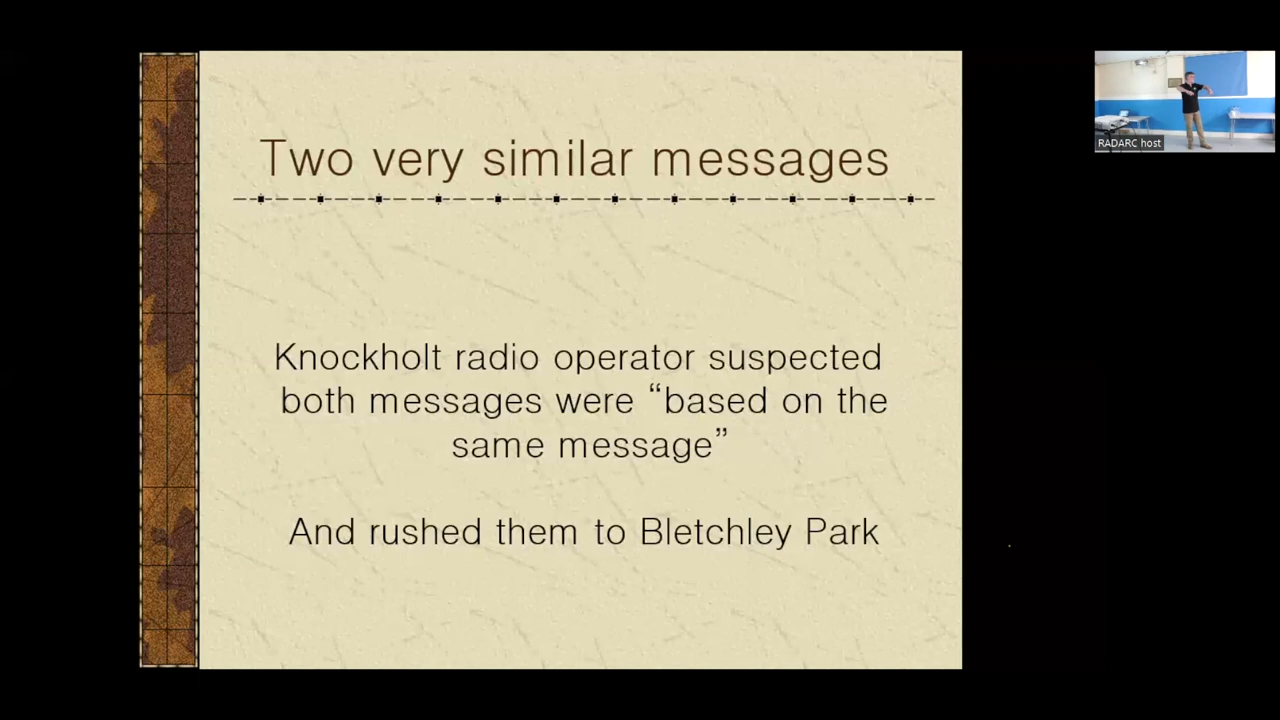 Two very similar messages
Knockholt radio operator suspected
both messages were “based on the
same message”
And rushed them to Bletchley Park
RADARC host